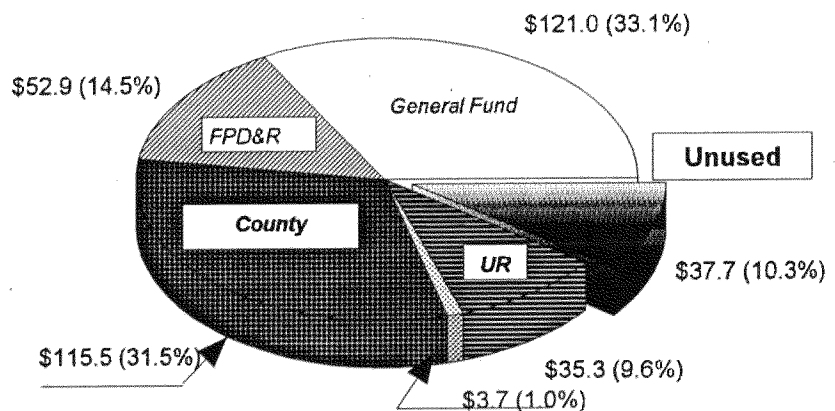 $121.0 (33.1%)
$52.9 (14.5%)
General Fund
FPD&R
Unused
County
UR
$37.7 (10.3%)
$115.5 (31.5%)
$35.3 (9.6%)
$3.7 (1.0%)